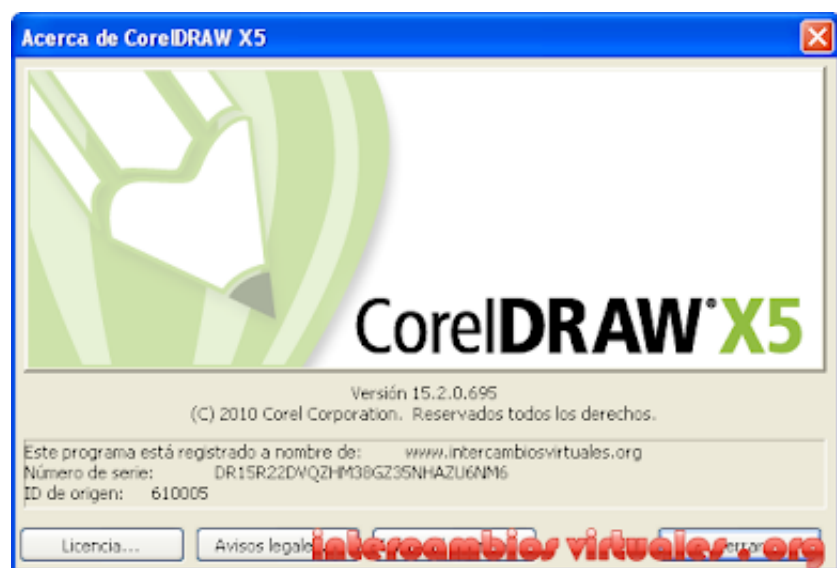 Acerca de CorelDRAW X5
CorelDRAW® X5
Versión 15.2.0.695
(C) 2010 Corel Corporation. Reservados todos los derechos.
Este programa está registrado a nombre de: www.intercambiosvirtuales.org
Número de serie: DR15R22DVQZHM38GZ35NHAZU6NM6
ID de origen: 610005
Licencia... Avisos legale
intercambios virtuales . org